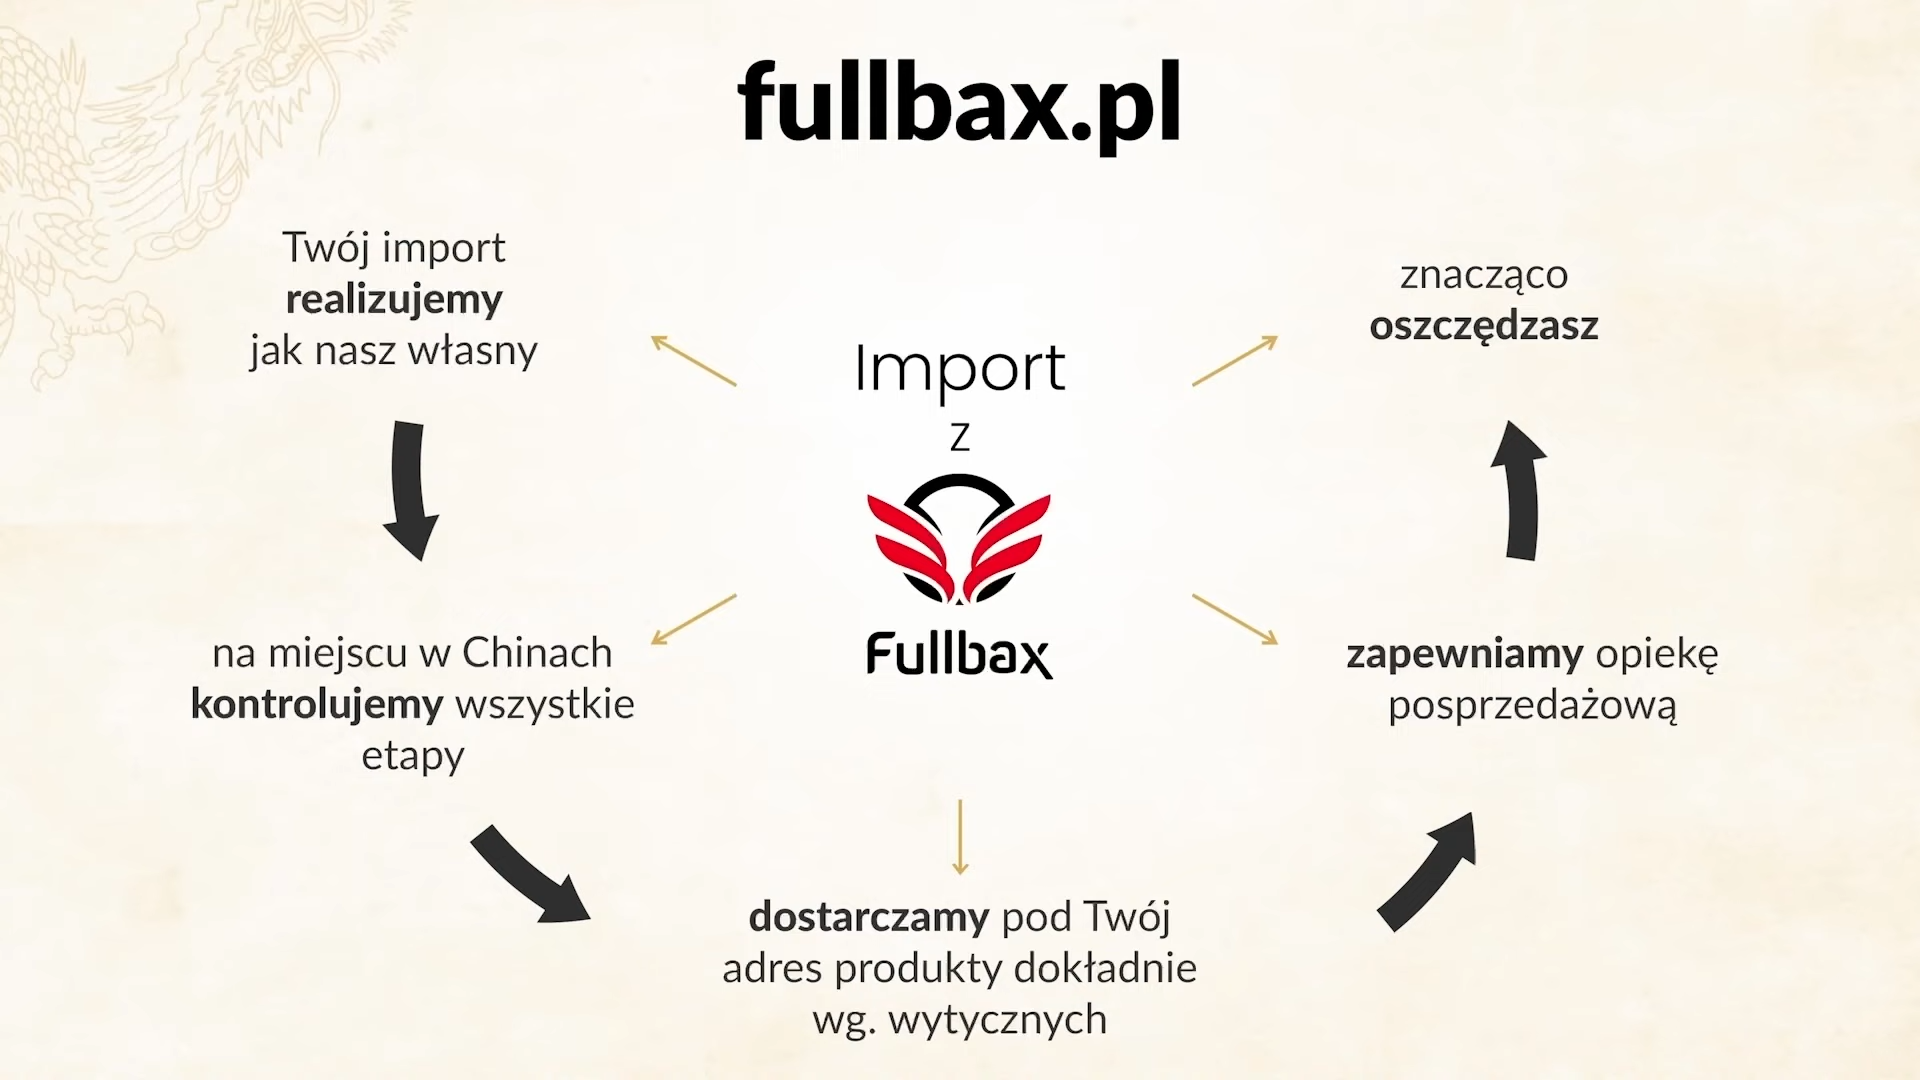 fullbax.pl
Twój import
realizujemy
jak nasz własny
na miejscu w Chinach
kontrolujemy wszystkie
etapy
dostarczamy pod Twój
adres produkty dokładnie
wg. wytycznych
zapewniamy opiekę
posprzedażową
znacząco
oszczędzasz
Import
z
Fullbax